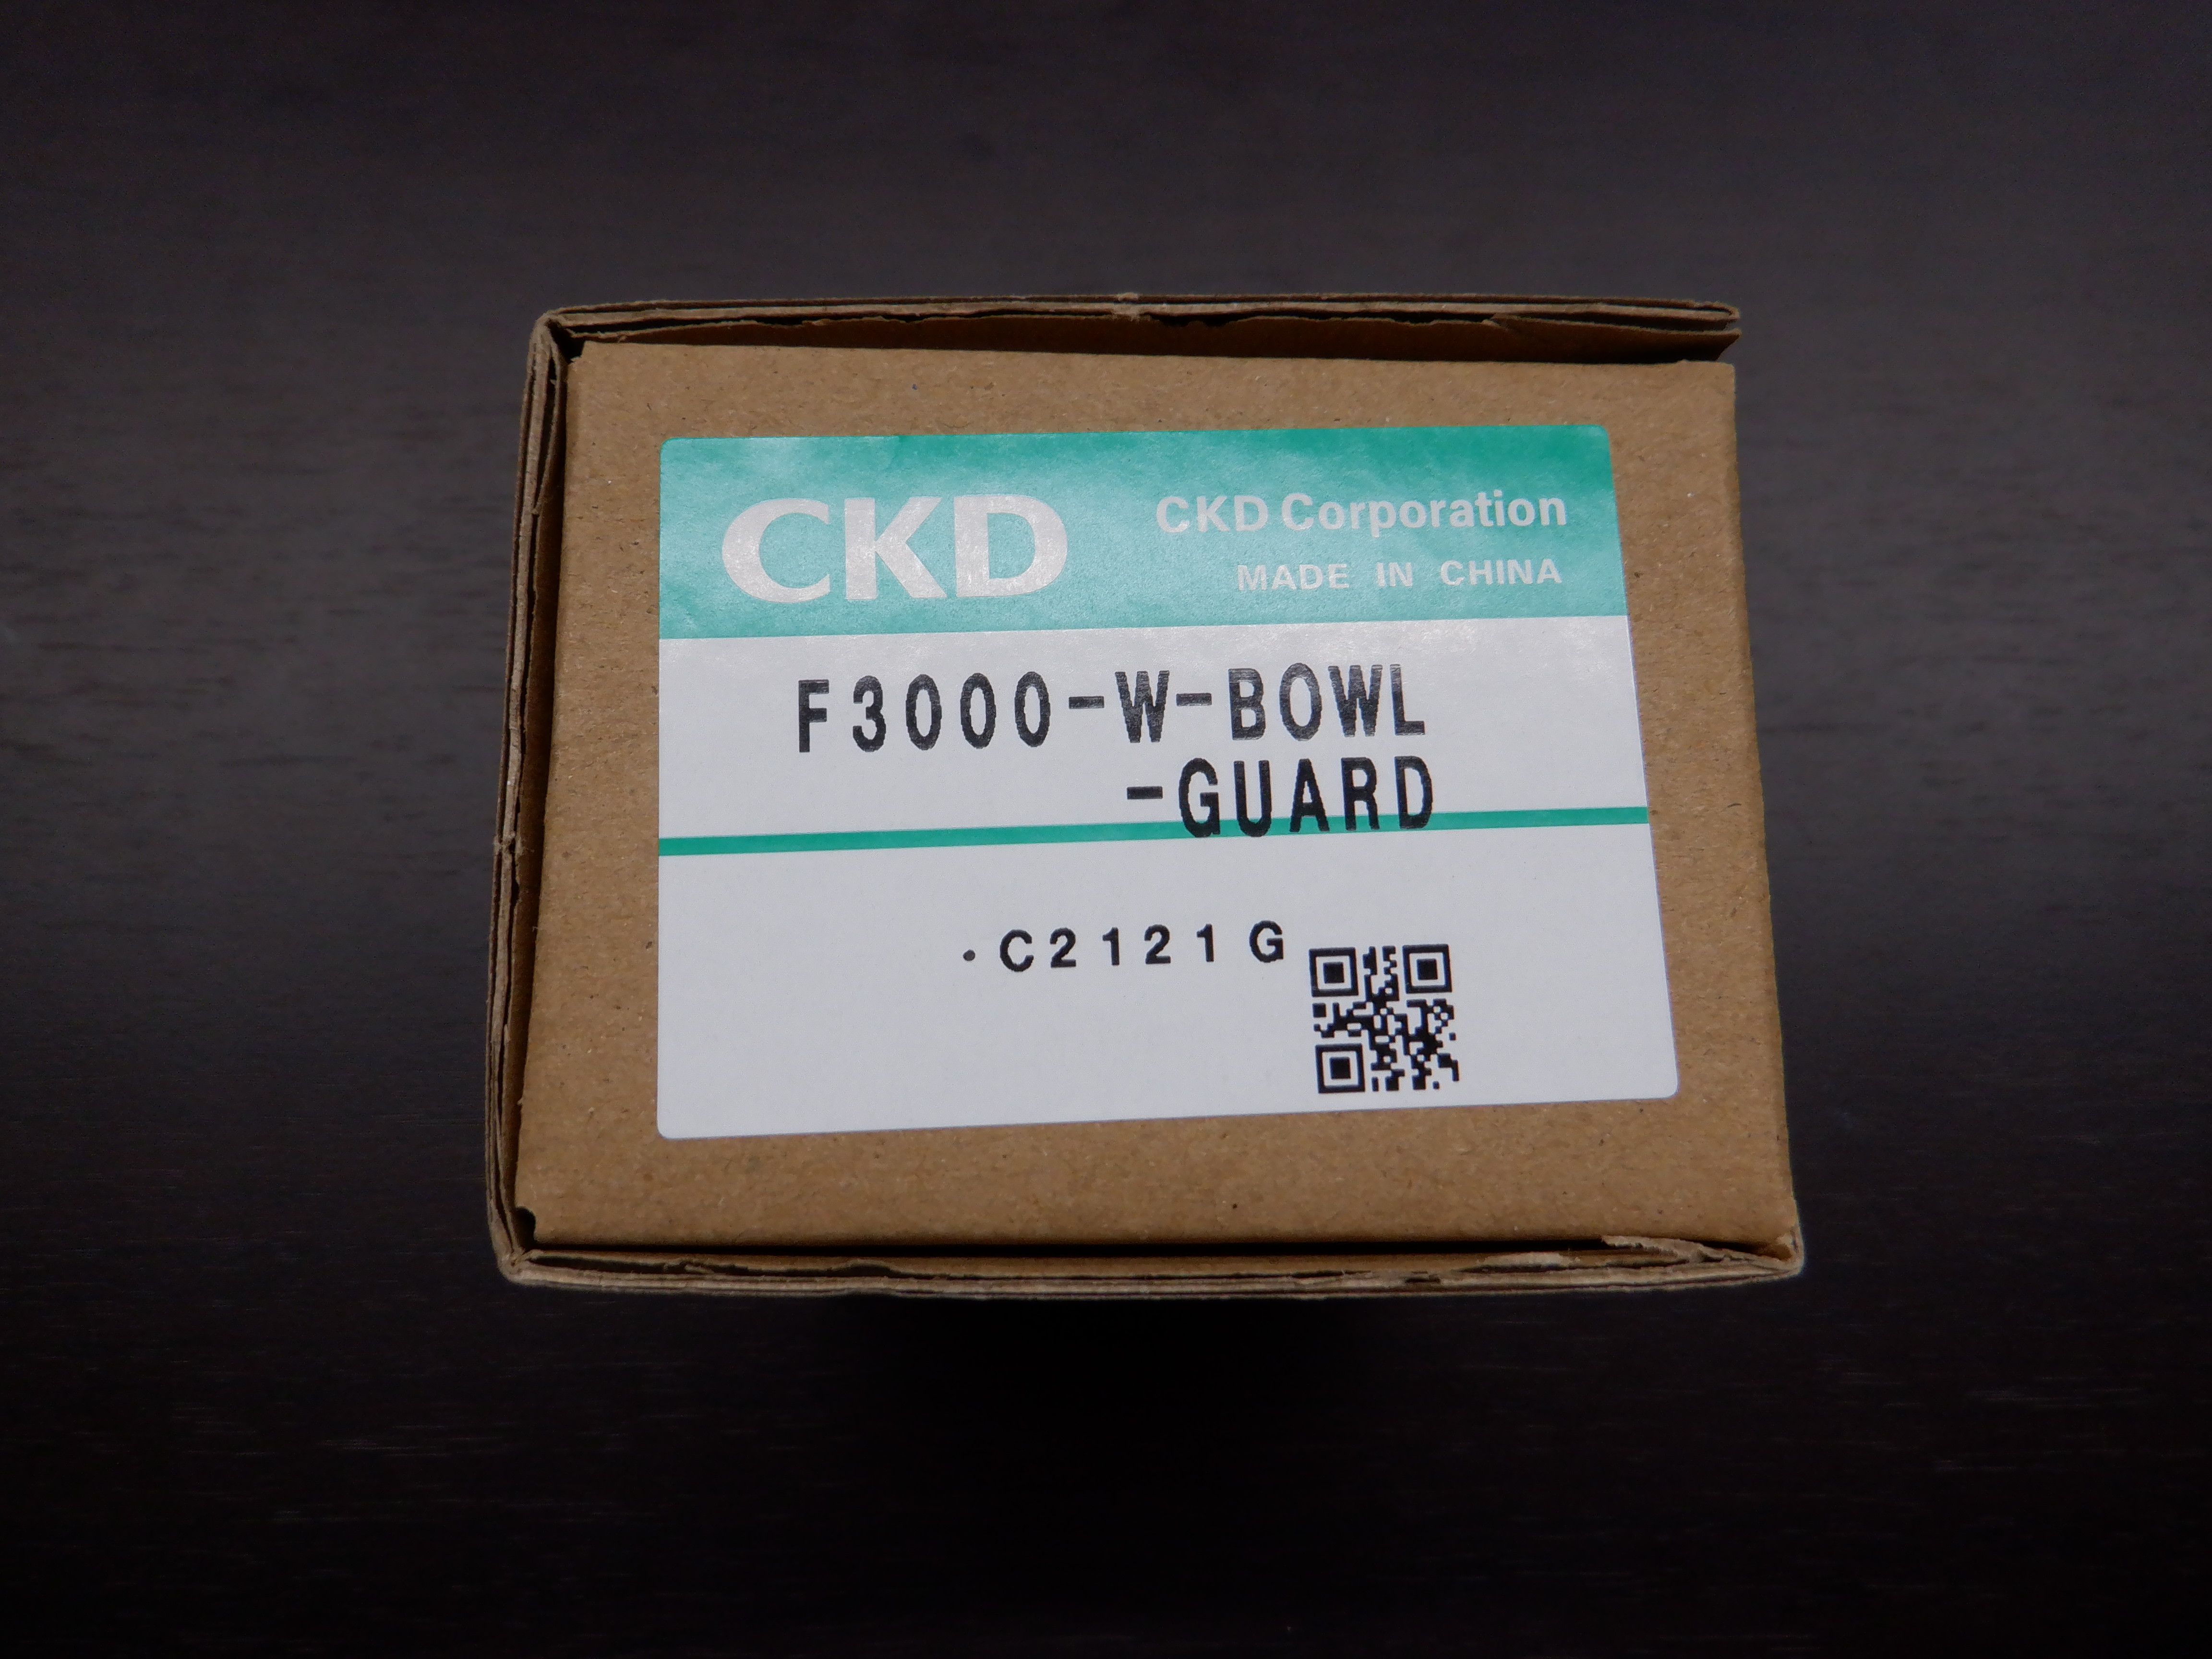 CKD
CKD Corporation
MADE IN CHINA
F3000-W-BOWL
-GUARD
·C2121G